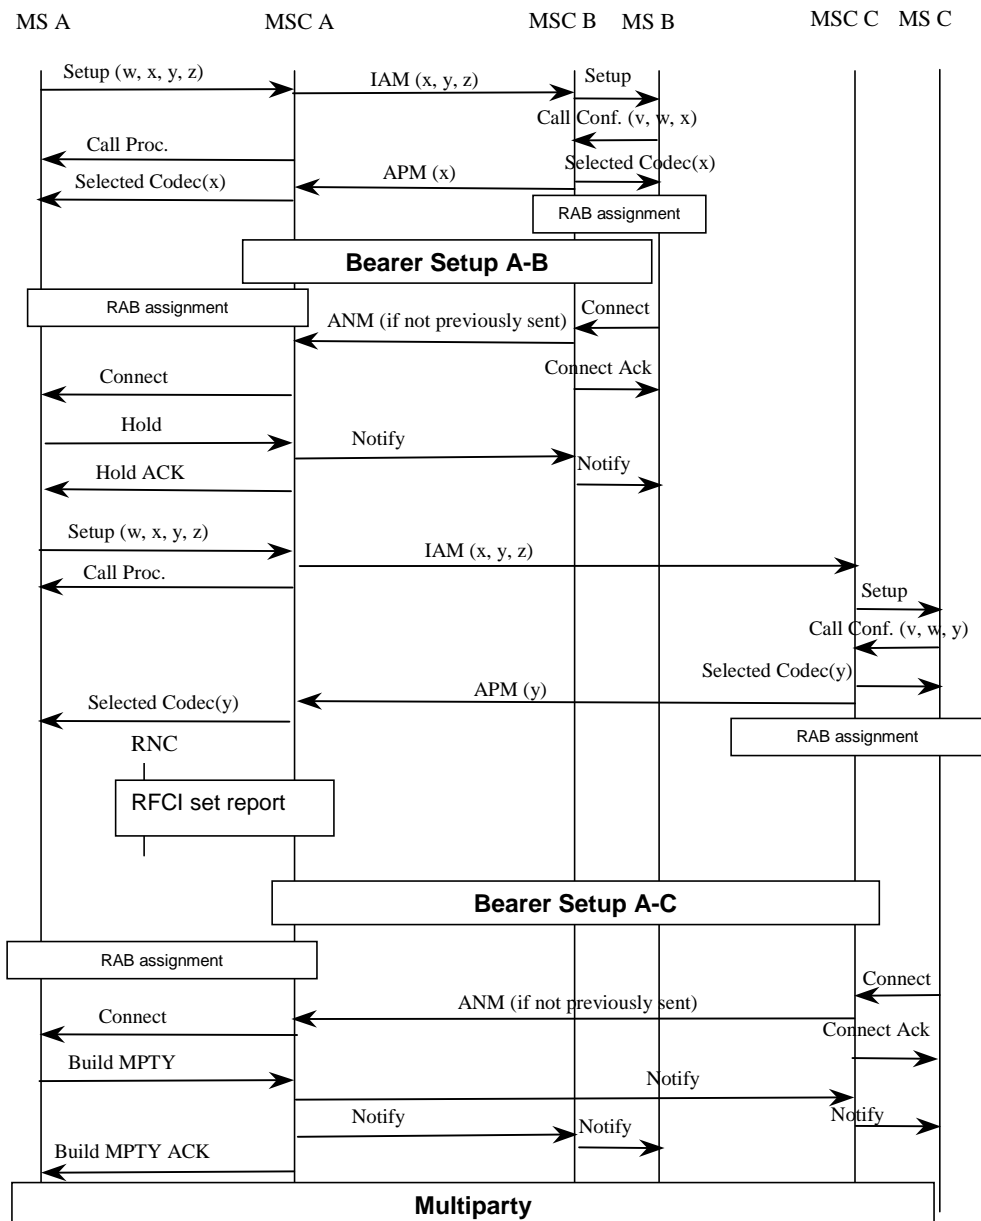 MS A
MSC A
MSC B
MS B
MSC C
MS C
Setup (w, x, y, z)
IAM (x, y, z)
Setup
Call Conf. (v, w, x)
Call Proc.
APM (x)
Selected Codec(x)
Selected Codec(x)
RAB assignment
Bearer Setup A-B
RAB assignment
Connect
ANM (if not previously sent)
Connect Ack
Connect
Hold
Notify
Notify
Hold ACK
Setup (w, x, y, z)
IAM (x, y, z)
Call Proc.
Setup
Call Conf. (v, w, y)
Selected Codec(y)
APM (y)
Selected Codec(y)
RAB assignment
RNC
RFCI set report
Bearer Setup A-C
RAB assignment
Connect
ANM (if not previously sent)
Connect
Connect Ack
Build MPTY
Notify
Notify
Notify
Notify
Build MPTY ACK
Multiparty